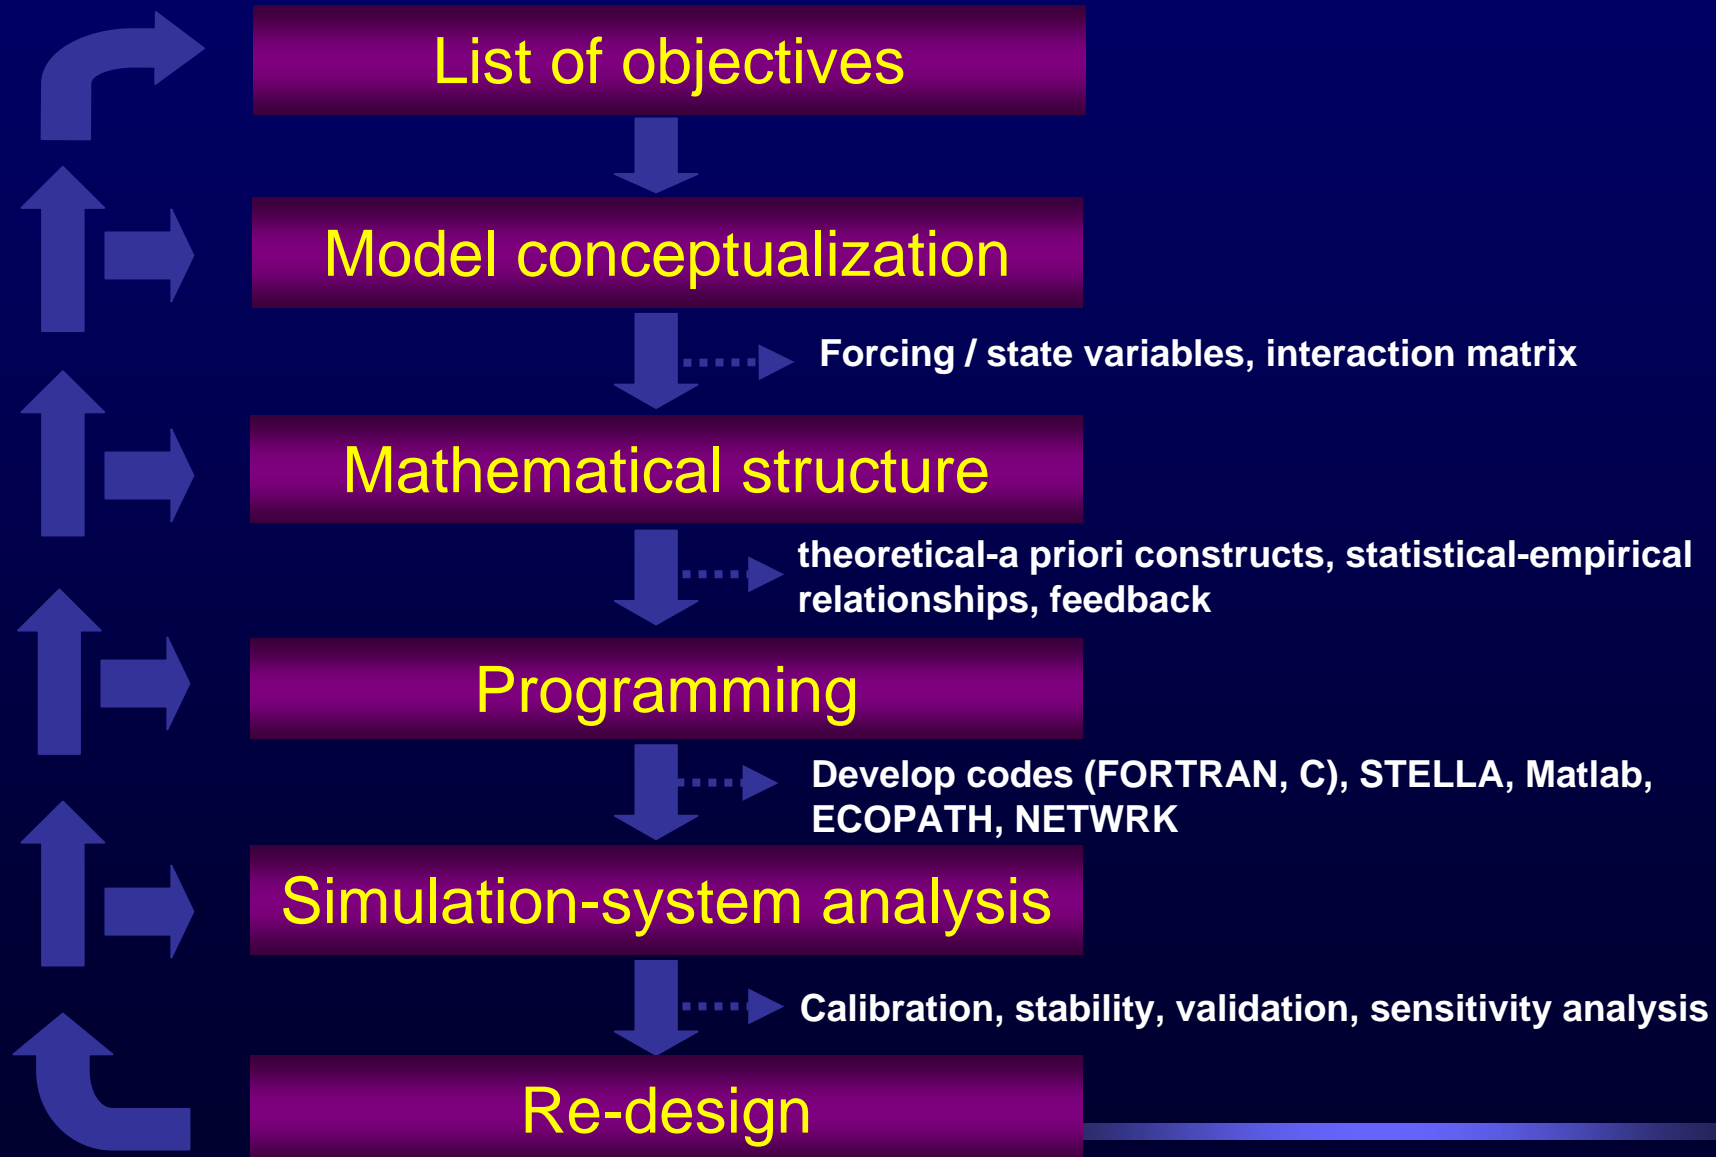 List of objectives
Model conceptualization
Forcing / state variables, interaction matrix
Mathematical structure
theoretical-a priori constructs, statistical-empirical
relationships, feedback
Programming
Develop codes (FORTRAN, C), STELLA, Matlab,
ECOPATH, NETWRK
Simulation-system analysis
Calibration, stability, validation, sensitivity analysis
Re-design